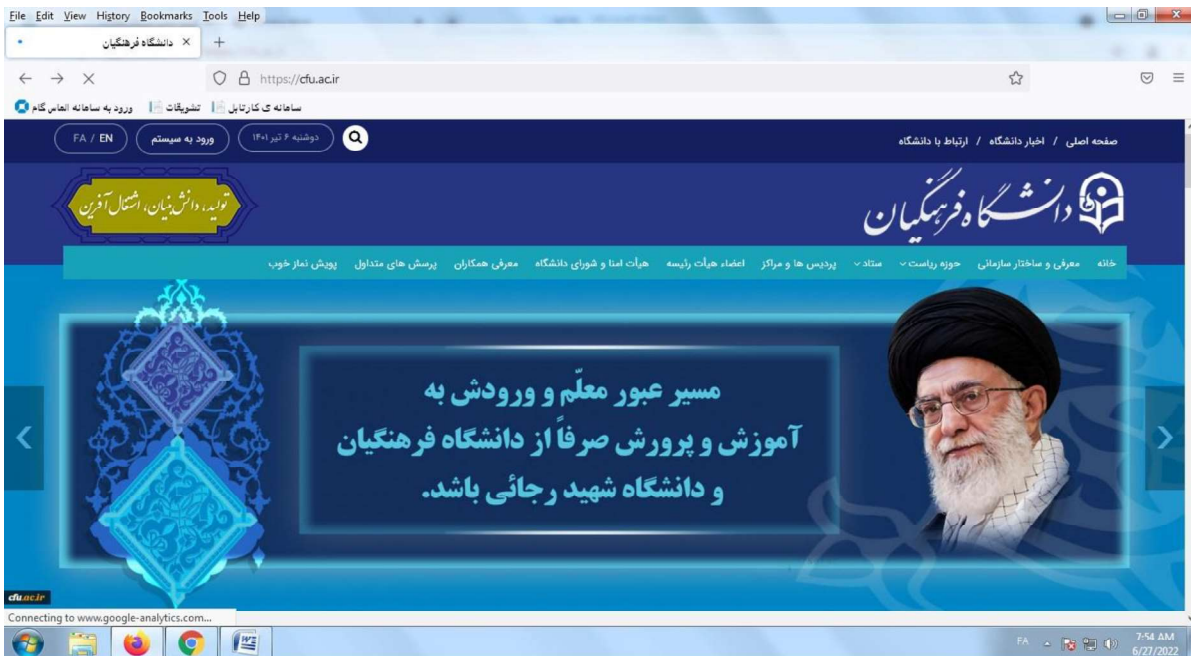 File Edit View History Bookmarks Tools Help
دانشگاه فرهنگیان
https://cfu.ac.ir
ورود به سامانه الماس گام تشویقات سامانه ی کارتابل
صفحه اصلی / اخبار دانشگاه / ارتباط با دانشگاه
دوشنبه ۶ تیر ۱۴۰۱
ورود به سیستم
FA / EN
دانشگاه فرهنگیان
تولید، دانش بنیان، اشتغال آفرین
خانه معرفی و ساختار سازمانی حوزه ریاست ستاد پردیس ها و مراکز اعضاء هیأت رئیسه هیأت امنا و شورای دانشگاه معرفی همکاران پرسش های متداول پویش نماز خوب
مسیر عبور معلّم و ورودش به
آموزش و پرورش صرفاً از دانشگاه فرهنگیان
و دانشگاه شهید رجائی باشد.
cfu.ac.ir
Connecting to www.google-analytics.com...
FA
7:54 AM
6/27/2022